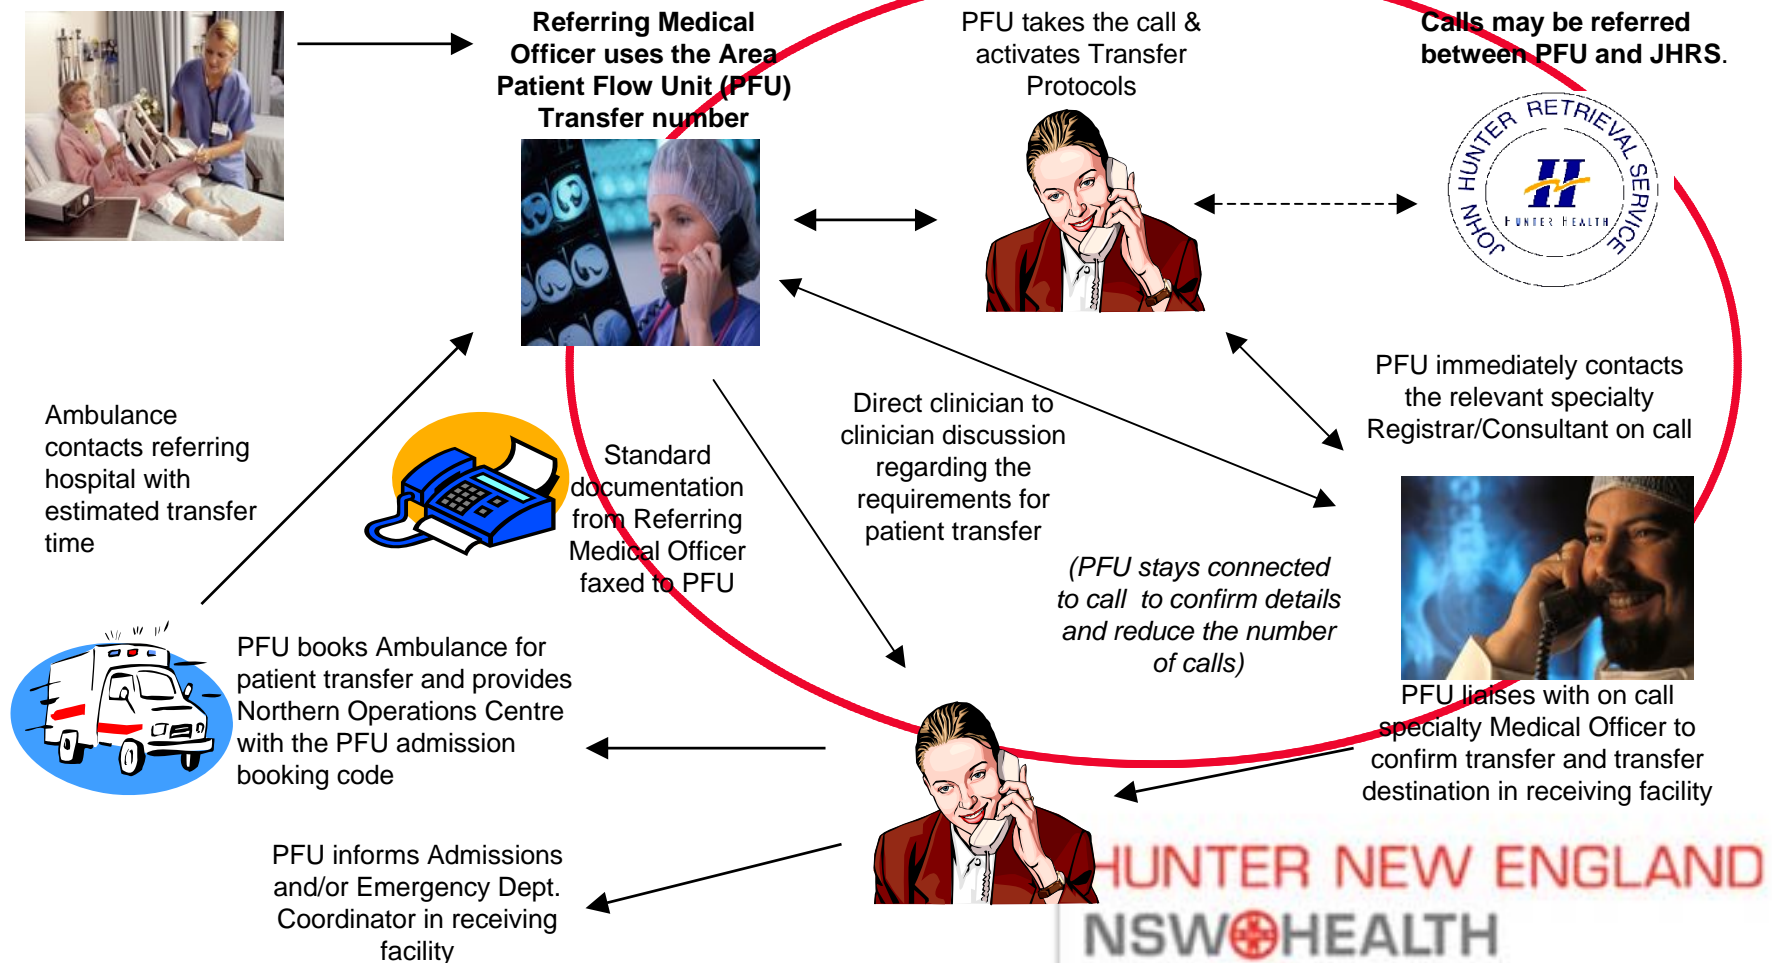 Referring Medical
Officer uses the Area
Patient Flow Unit (PFU)
Transfer number
PFU takes the call &
activates Transfer
Protocols
Calls may be referred
between PFU and JHRS.
JOHN HUNTER RETRIEVAL SERVICE
H
HUNTER HEALTH
PFU immediately contacts
the relevant specialty
Registrar/Consultant on call
Ambulance
contacts referring
hospital with
estimated transfer
time
Standard
documentation
from Referring
Medical Officer
faxed to PFU
Direct clinician to
clinician discussion
regarding the
requirements for
patient transfer
(PFU stays connected
to call to confirm details
and reduce the number
of calls)
PFU books Ambulance for
patient transfer and provides
Northern Operations Centre
with the PFU admission
booking code
PFU liaises with on call
specialty Medical Officer to
confirm transfer and transfer
destination in receiving facility
PFU informs Admissions
and/or Emergency Dept.
Coordinator in receiving
facility
HUNTER NEW ENGLAND
NSW HEALTH